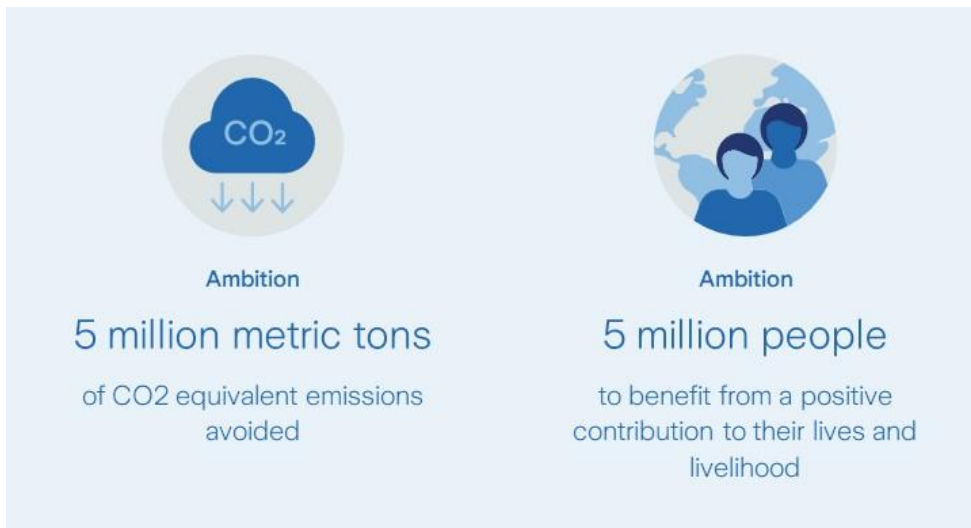 CO₂
Ambition
5 million metric tons
of CO2 equivalent emissions
avoided
Ambition
5 million people
to benefit from a positive
contribution to their lives and
livelihood